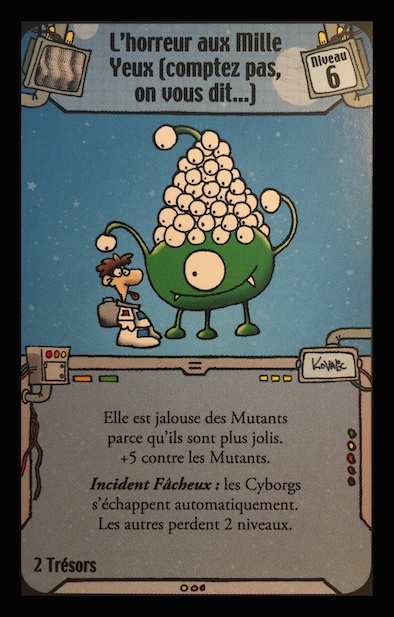 L'horreur aux Mille
Yeux (comptez pas,
on vous dit...)
Niveau
6
KOVALIC
Elle est jalouse des Mutants
parce qu'ils sont plus jolis.
+5 contre les Mutants.
Incident Fâcheux : les Cyborgs
s'échappent automatiquement.
Les autres perdent 2 niveaux.
2 Trésors